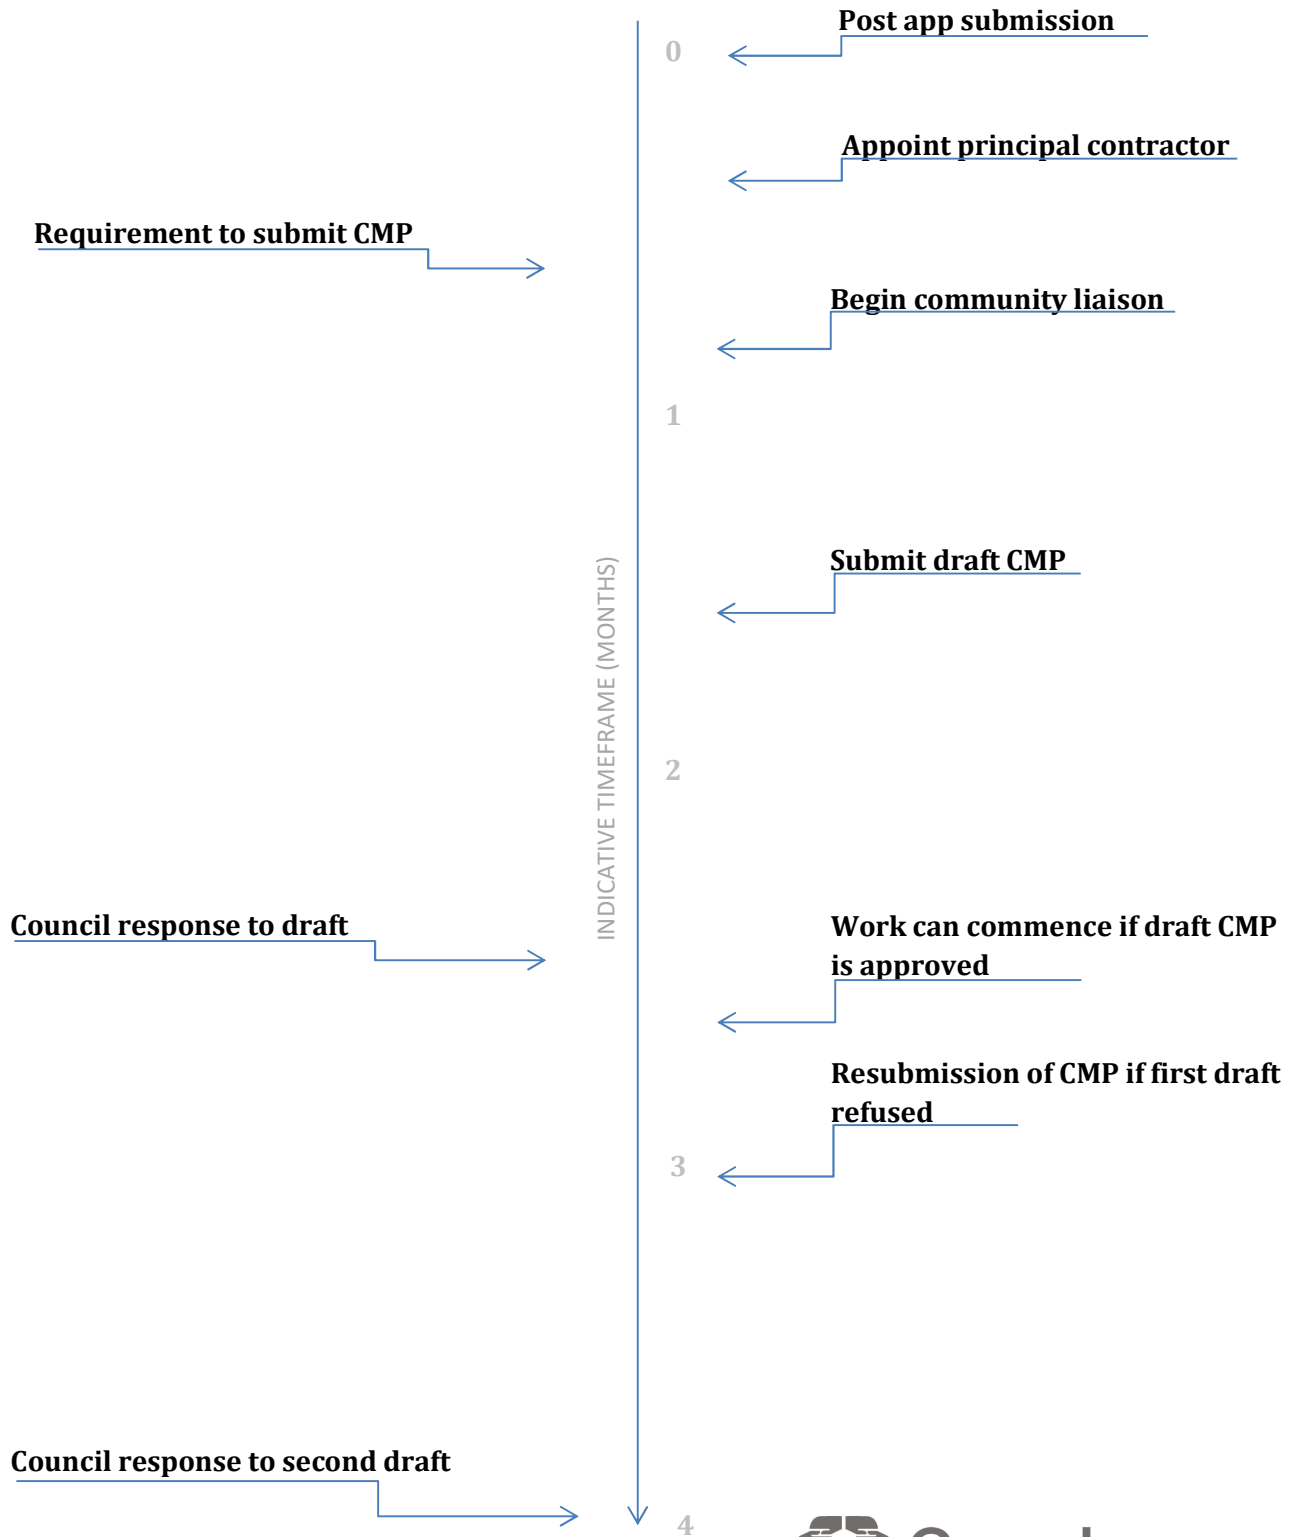 Post app submission
0
Appoint principal contractor
Requirement to submit CMP
Begin community liaison
1
Submit draft CMP
INDICATIVE TIMEFRAME (MONTHS)
2
Council response to draft
Work can commence if draft CMP
is approved
Resubmission of CMP if first draft
refused
3
Council response to second draft
4